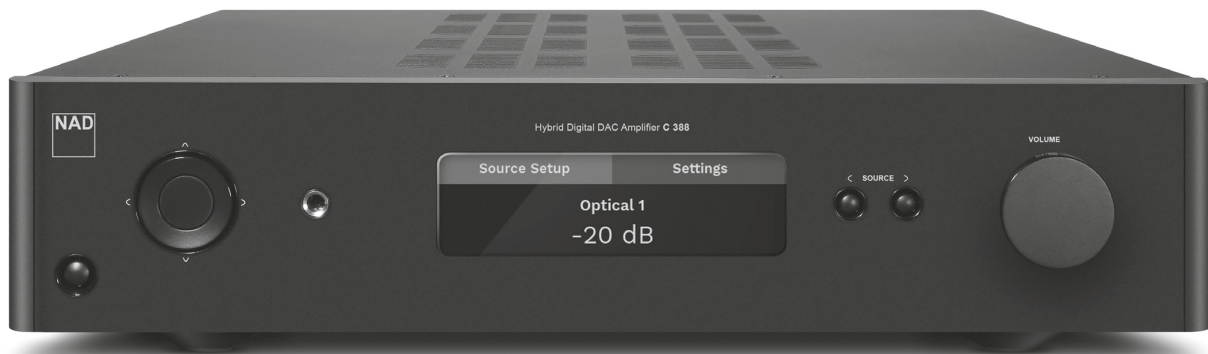 NAD
Hybrid Digital DAC Amplifier C 388
Source Setup
Settings
Optical 1
-20 dB
< SOURCE >
VOLUME